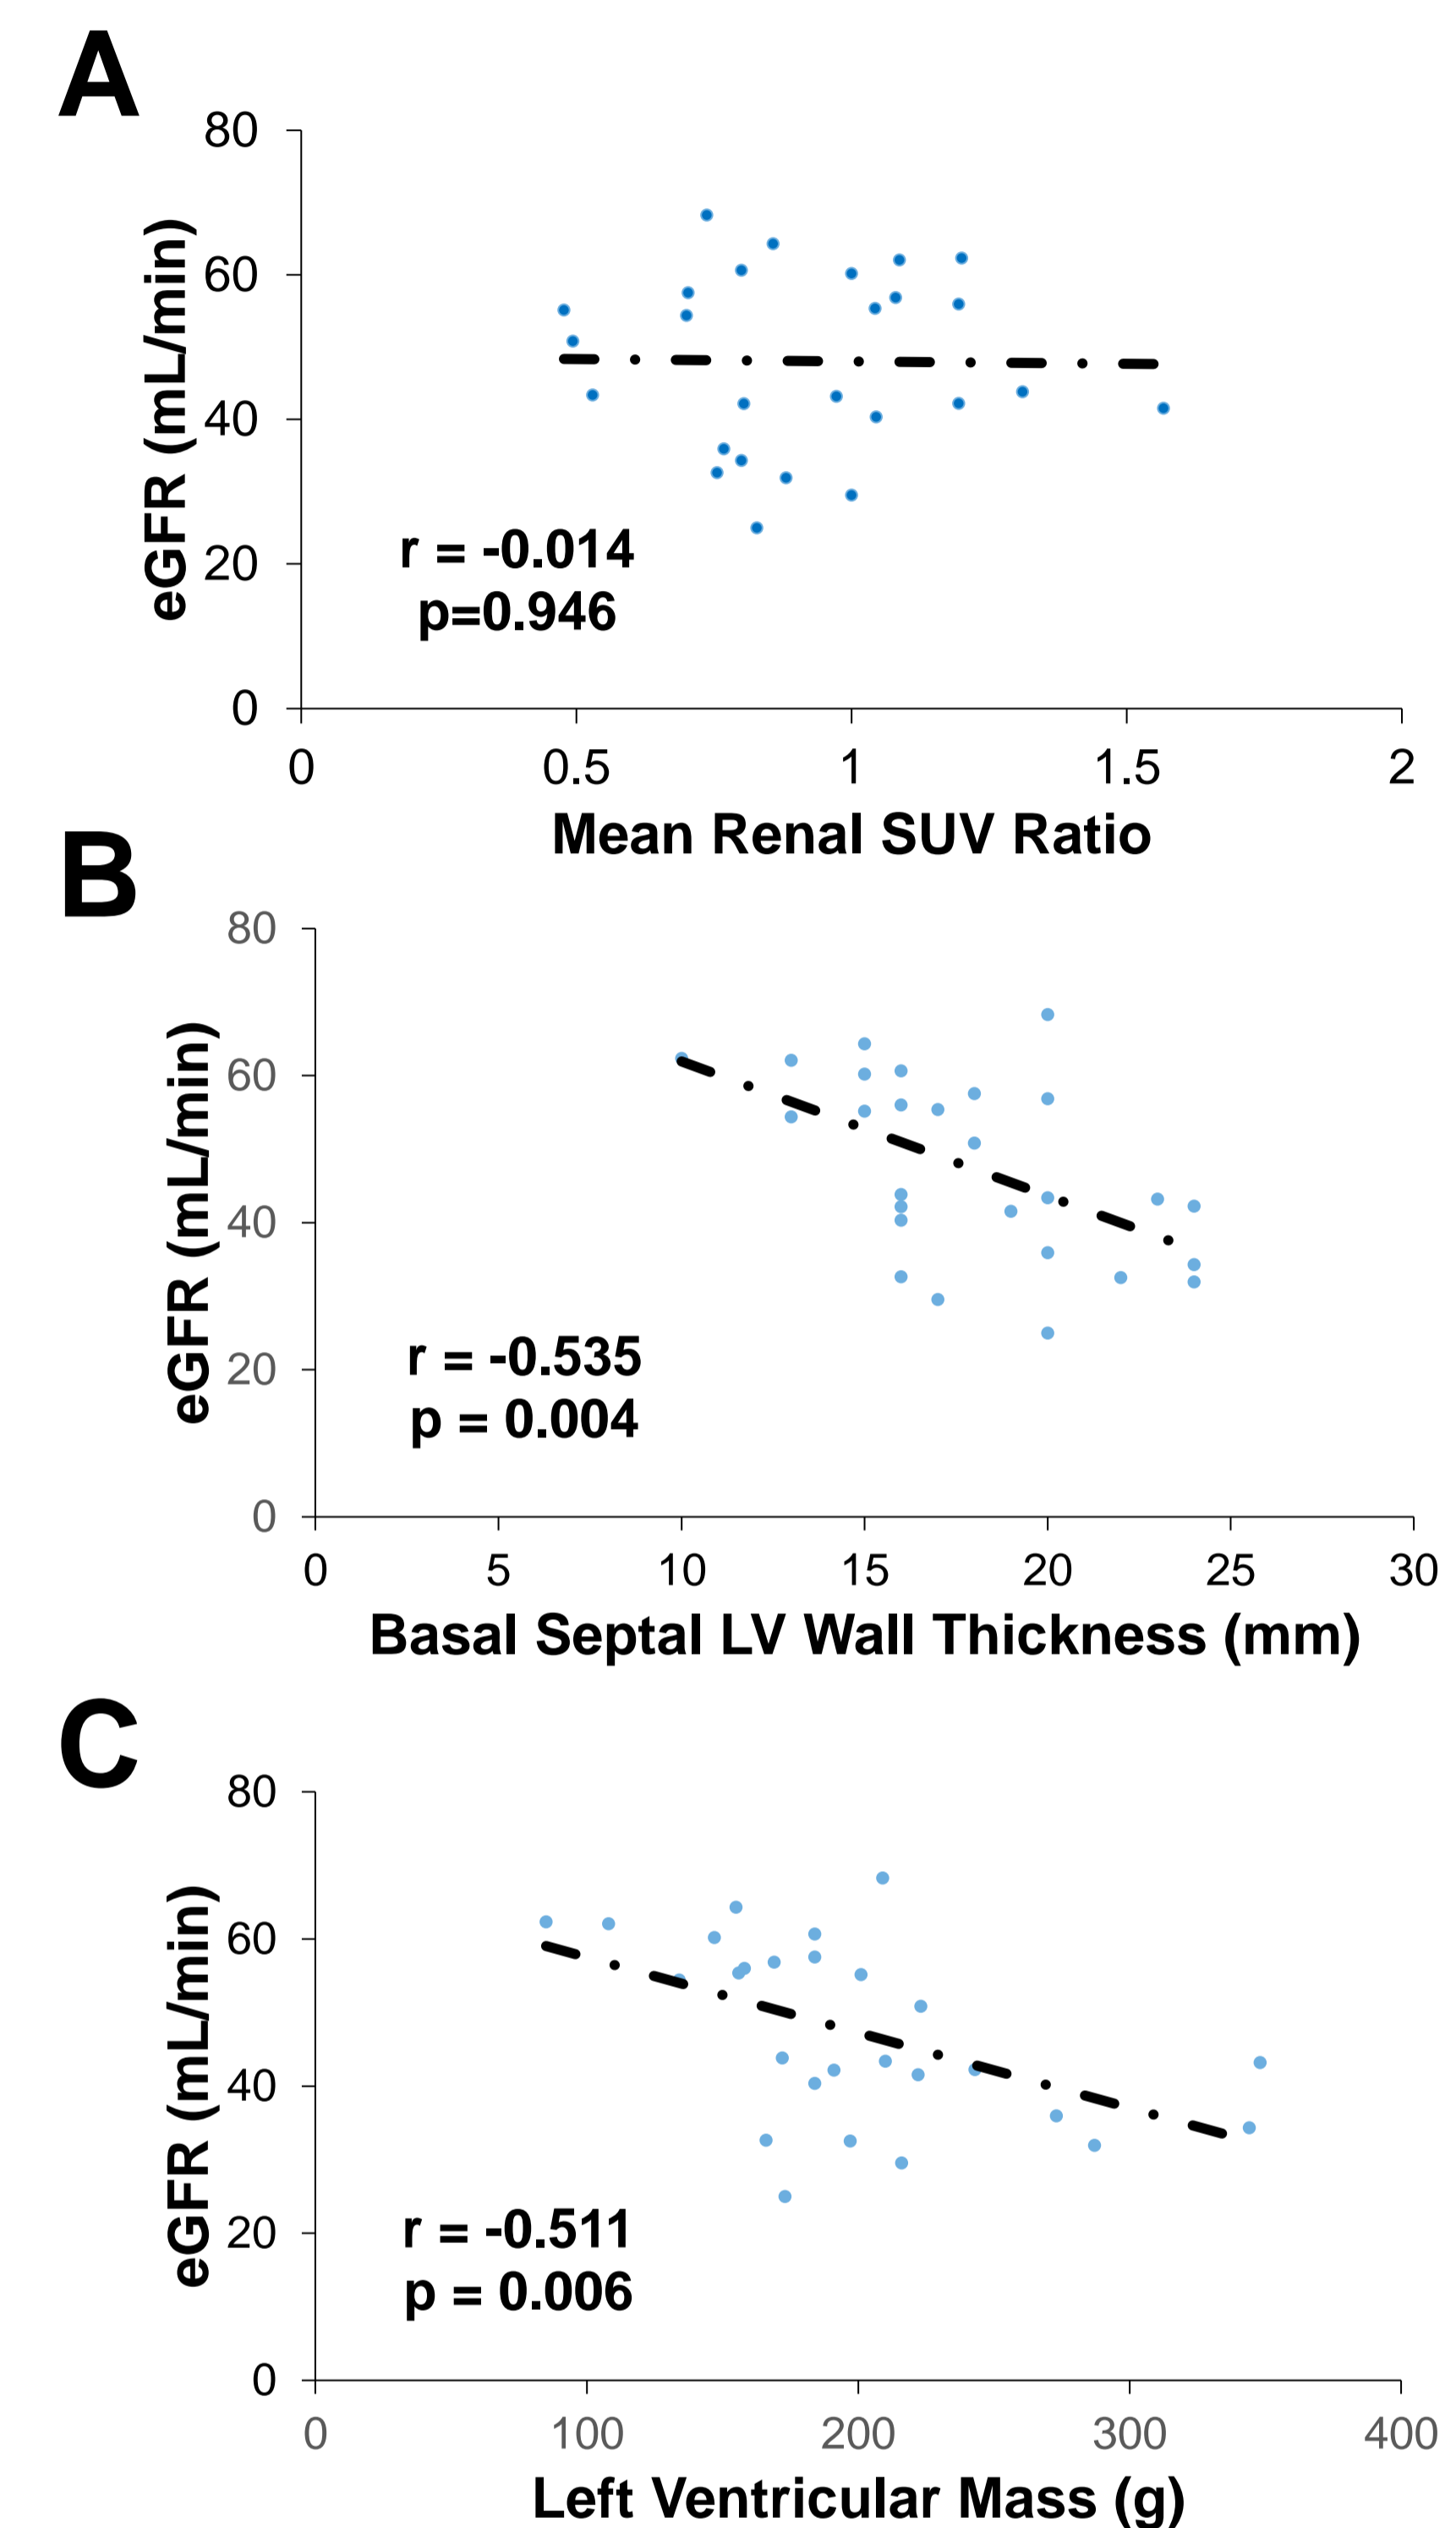 A
80
60
40
20
0
eGFR (mL/min)
r = -0.014
p=0.946
0 0.5 1 1.5 2
Mean Renal SUV Ratio
B
80
60
40
20
0
eGFR (mL/min)
r = -0.535
p = 0.004
0 5 10 15 20 25 30
Basal Septal LV Wall Thickness (mm)
C
80
60
40
20
0
eGFR (mL/min)
r = -0.511
p = 0.006
0 100 200 300 400
Left Ventricular Mass (g)